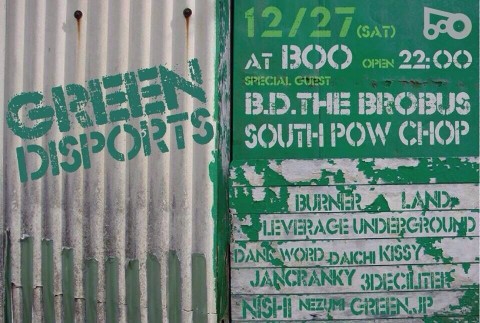 GREEN
DISPORTS
12/27 (SAT)
AT BOO OPEN 22:00
SPECIAL GUEST
B.D.THE BROBUS
SOUTH POW CHOP
BURNER LAND
LEVERAGE UNDERGROUND
DANG WORD DAICHI KISSY
JANCRANKY 3DECILITER
NISHI NEZUMI GREEN.JP